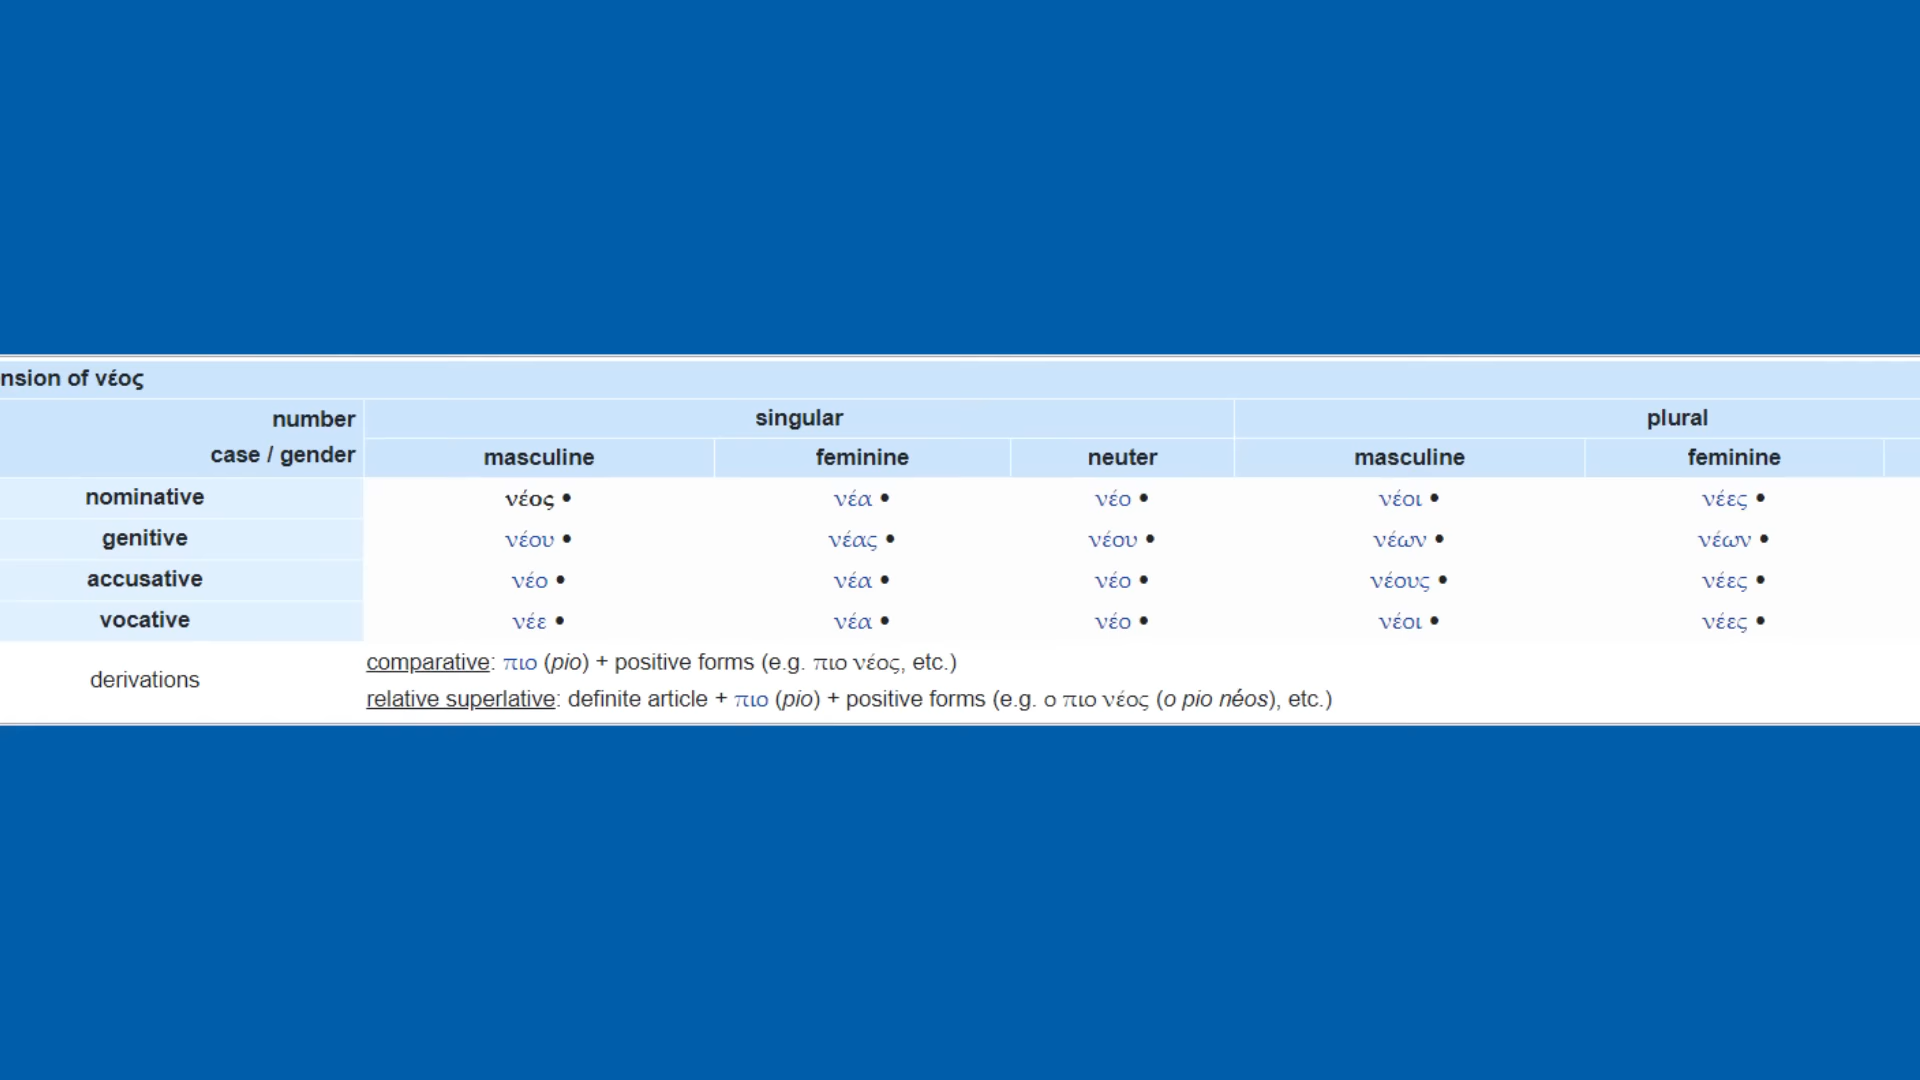 nsion of νέος
number singular plural
case / gender masculine feminine neuter masculine feminine
nominative νέος • νέα • νέο • νέοι • νέες •
genitive νέου • νέας • νέου • νέων • νέων •
accusative νέο • νέα • νέο • νέους • νέες •
vocative νέε • νέα • νέο • νέοι • νέες •
derivations
comparative: πιο (pio) + positive forms (e.g. πιο νέος, etc.)
relative superlative: definite article + πιο (pio) + positive forms (e.g. ο πιο νέος (o pio néos), etc.)